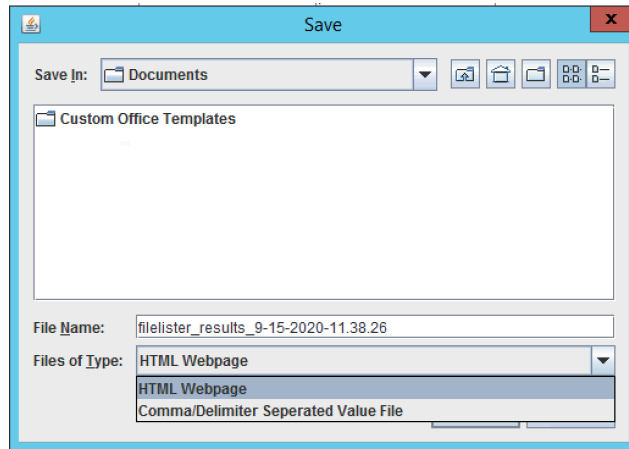 Save
x
Save In: Documents
Custom Office Templates
File Name: filelister_results_9-15-2020-11.38.26
Files of Type: HTML Webpage
HTML Webpage
Comma/Delimiter Seperated Value File